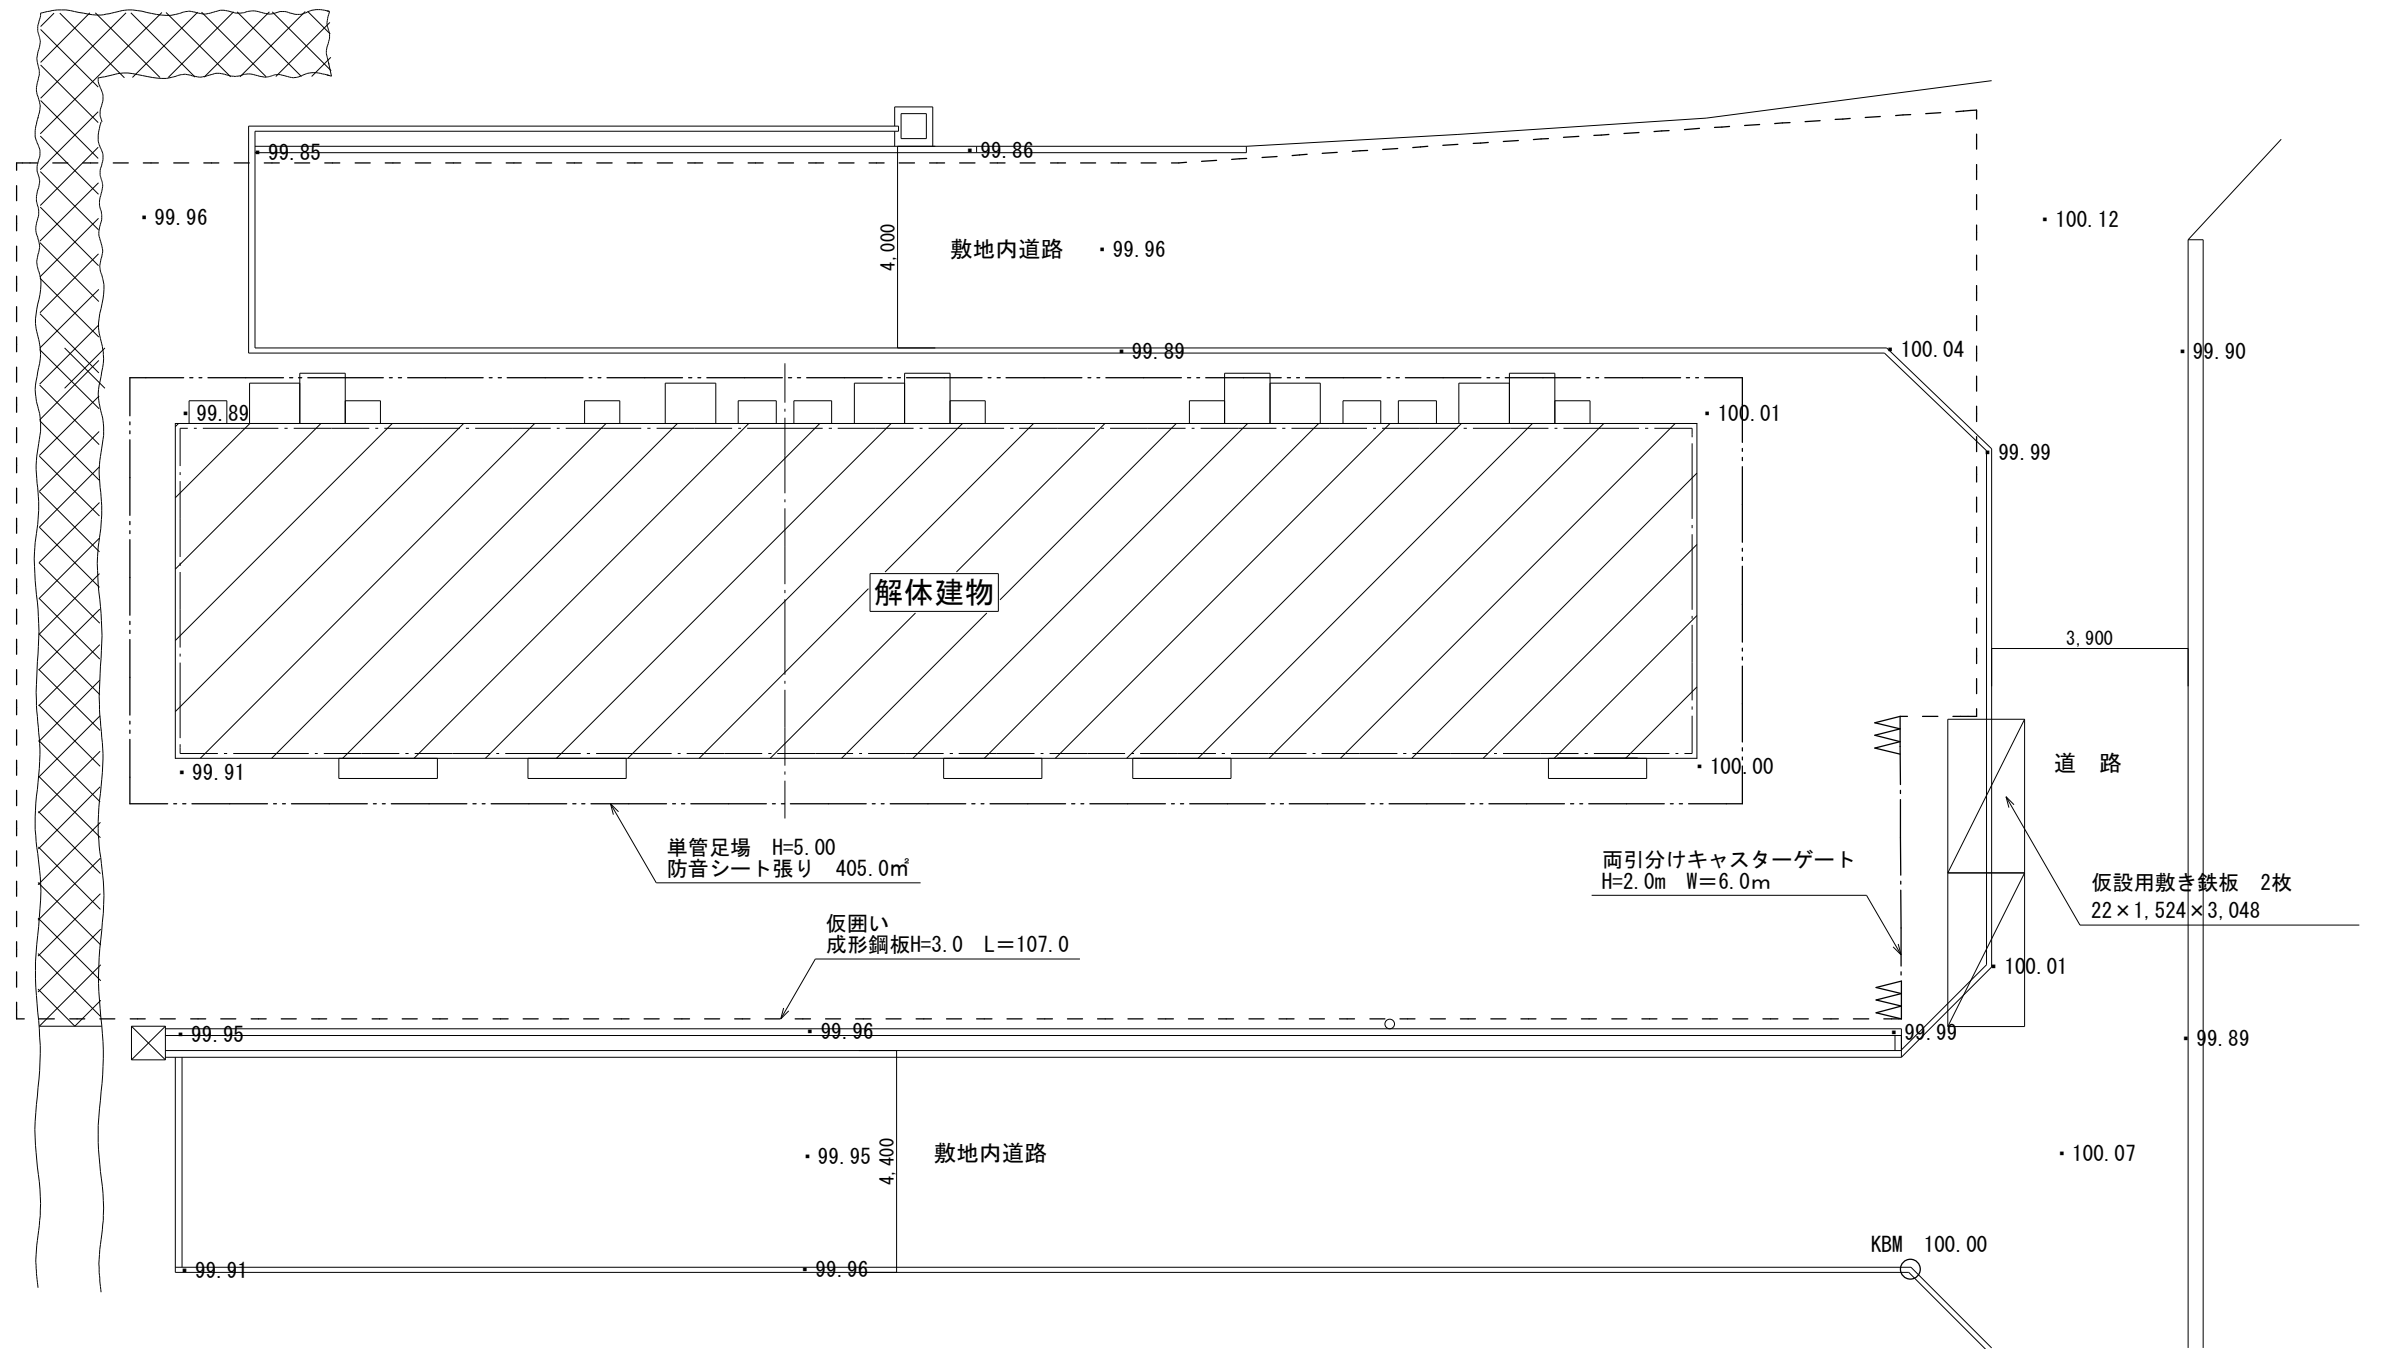 99.85
99.86
99.96
敷地内道路
99.96
4,000
100.12
99.89
100.04
99.90
99.89
100.01
99.99
解体建物
3,900
99.91
100.00
道　路
単管足場　H=5.00
防音シート張り　405.0㎡
両引分けキャスターゲート
H=2.0m　W＝6.0m
仮設用敷き鉄板　2枚
22×1,524×3,048
仮囲い
成形鋼板H=3.0　L＝107.0
100.01
99.95
99.96
99.99
99.89
99.95
4,400
敷地内道路
100.07
KBM　100.00
99.91
99.96